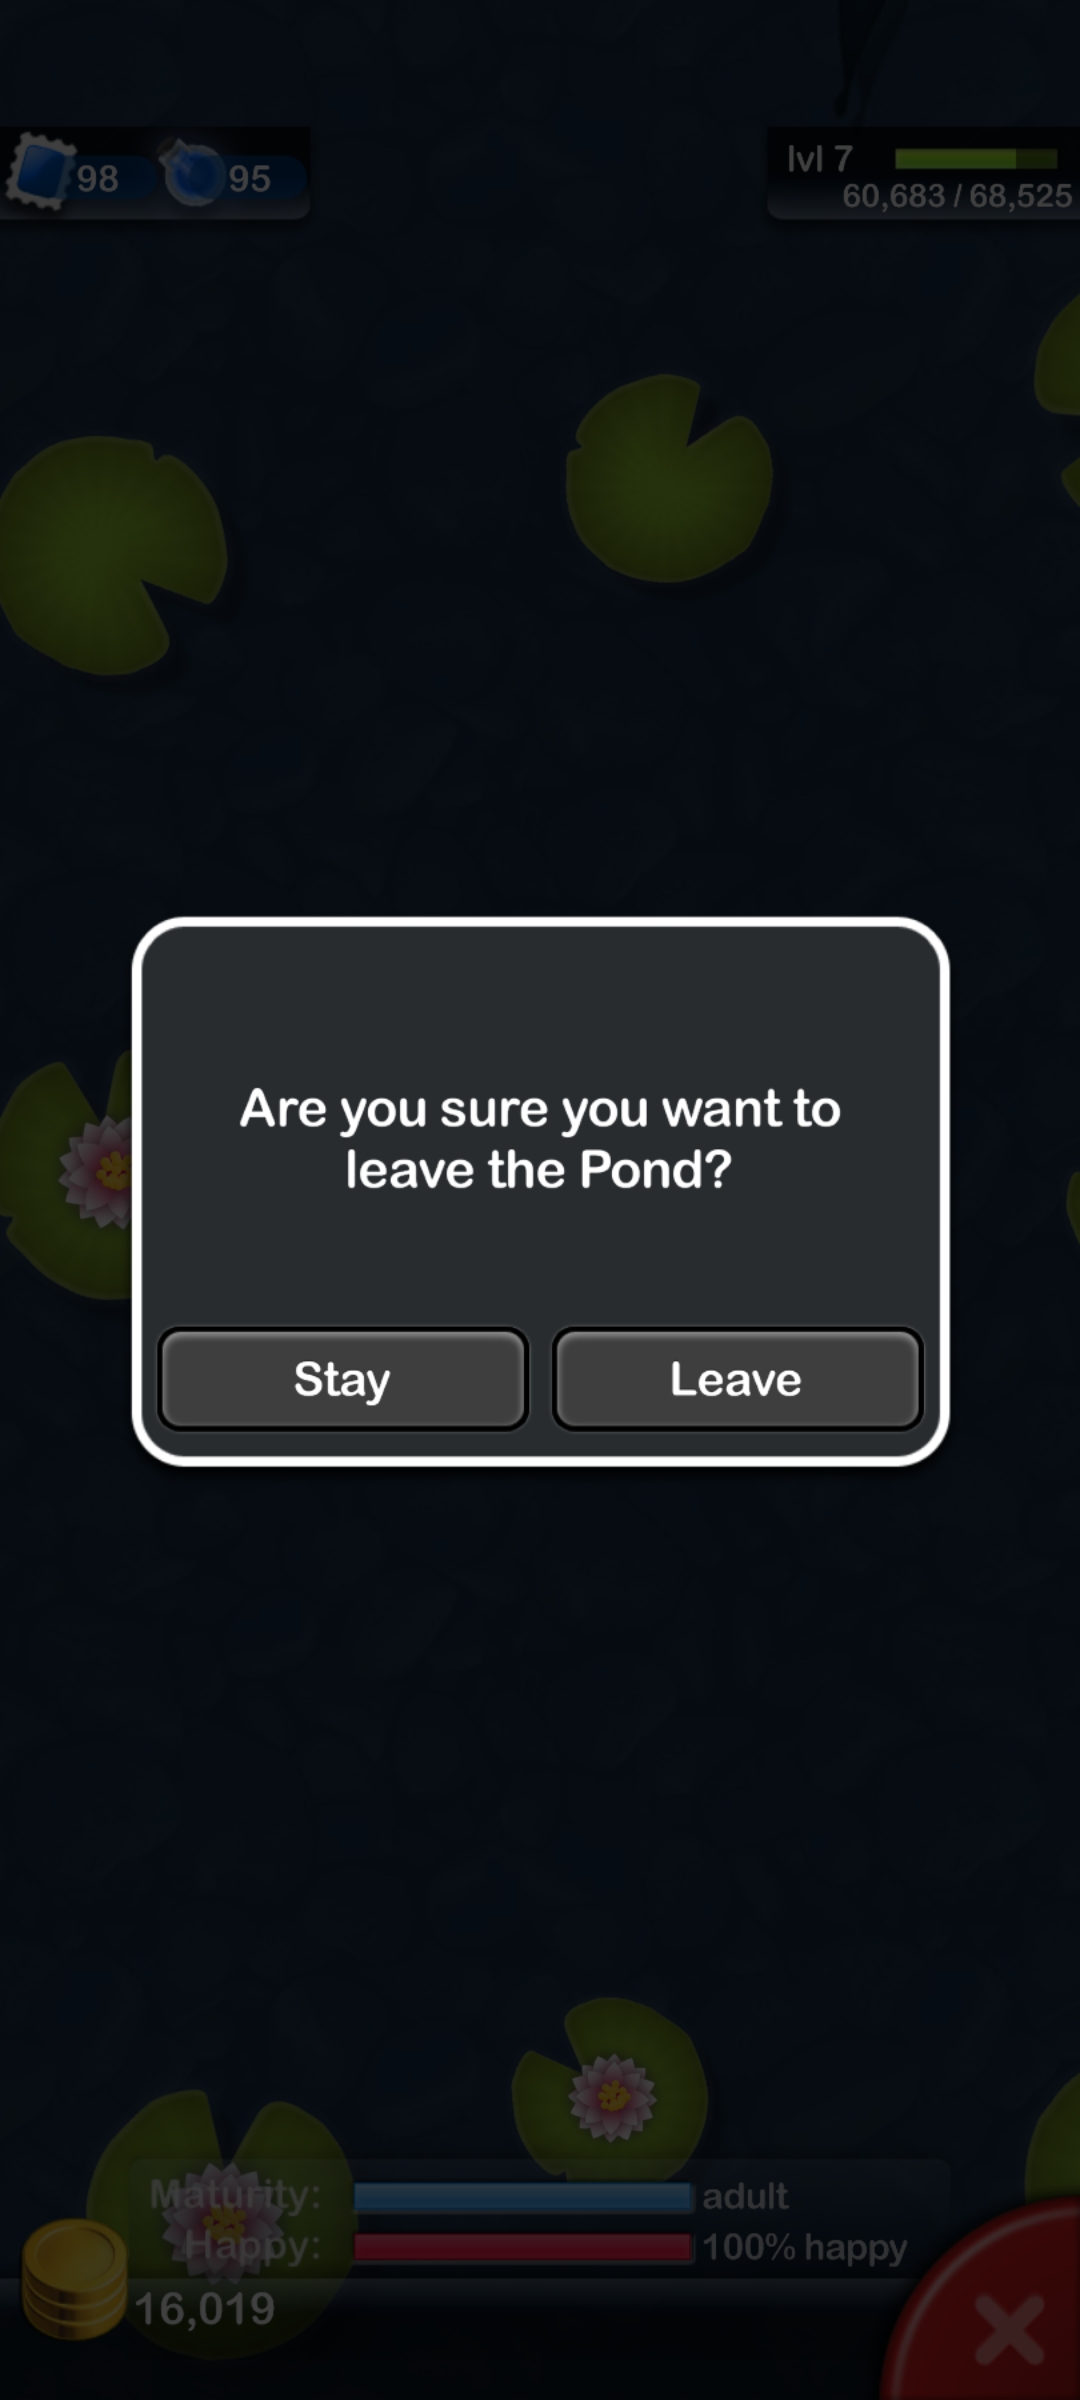 98 95
lvl 7
60,683 / 68,525
Are you sure you want to
leave the Pond?
Stay Leave
Maturity: adult
Happy: 100% happy
16,019